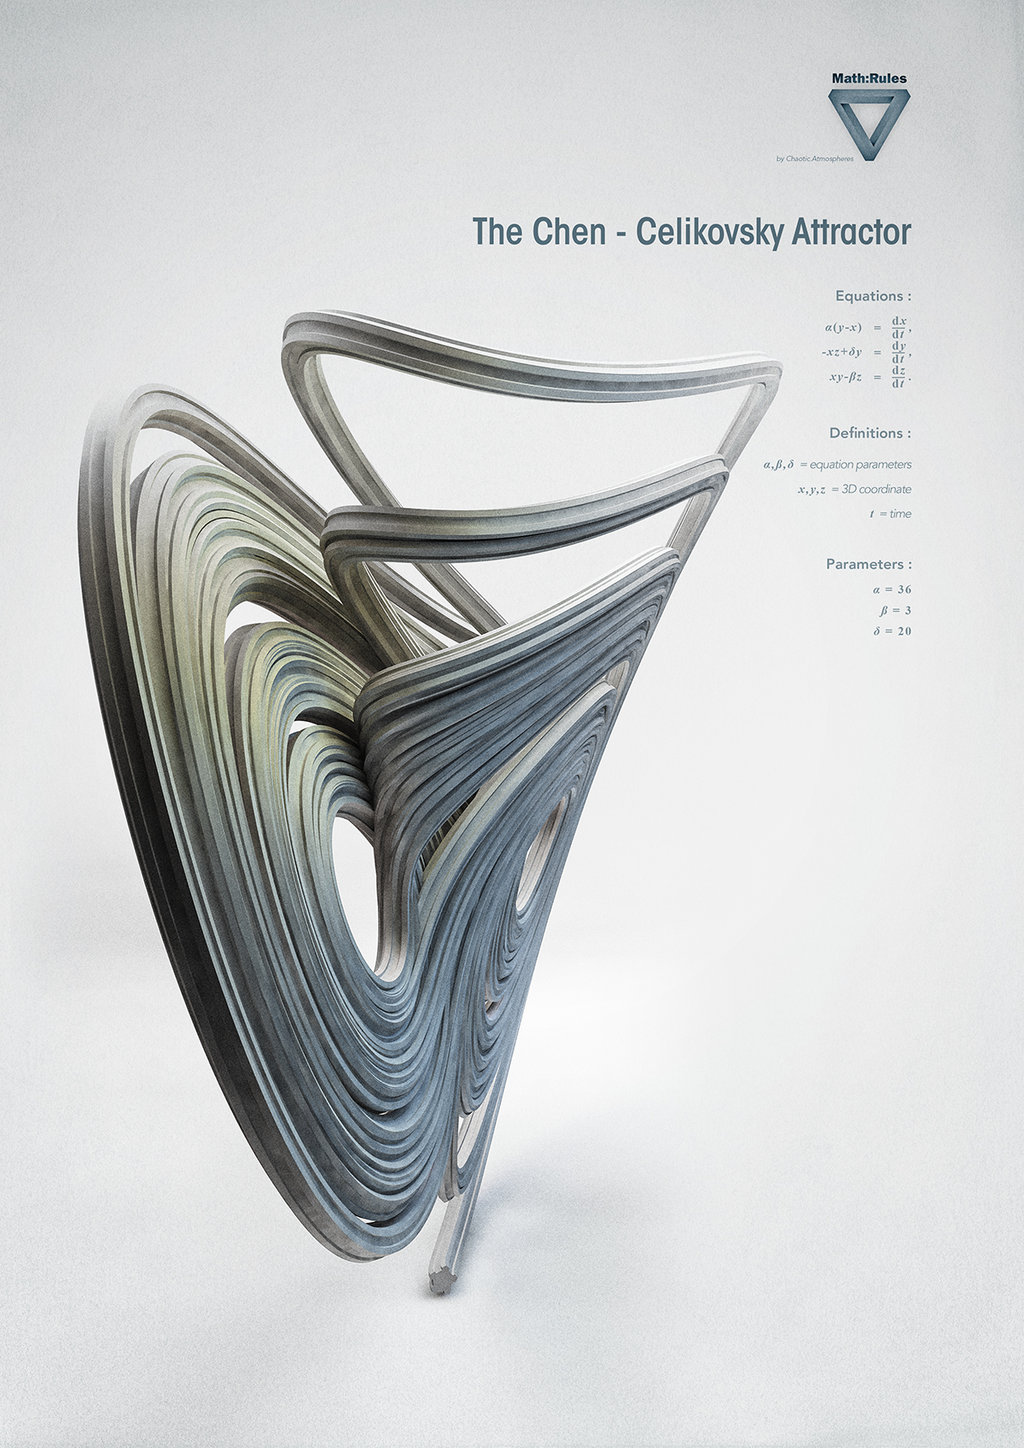 Math:Rules
by Chaotic Atmospheres
The Chen - Celikovsky Attractor
Equations :
α(y-x) = dx/dt,
-xz+δy = dy/dt,
xy-βz = dz/dt.
Definitions :
α,β,δ = equation parameters
x,y,z = 3D coordinate
t = time
Parameters :
α = 36
β = 3
δ = 20